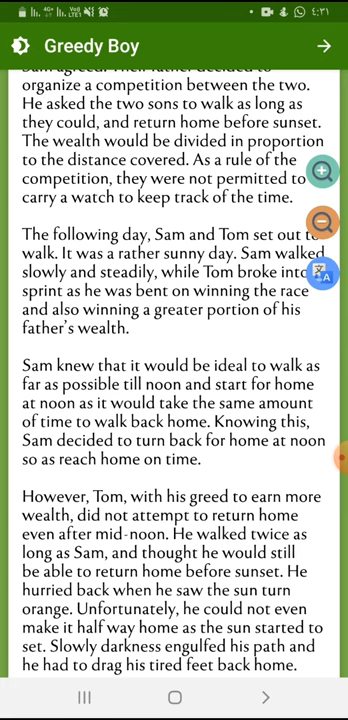 ٤:٣١
Greedy Boy
Sam agreed. Their father decided to
organize a competition between the two.
He asked the two sons to walk as long as
they could, and return home before sunset.
The wealth would be divided in proportion
to the distance covered. As a rule of the
competition, they were not permitted to
carry a watch to keep track of the time.
The following day, Sam and Tom set out to
walk. It was a rather sunny day. Sam walked
slowly and steadily, while Tom broke into
sprint as he was bent on winning the race
and also winning a greater portion of his
father's wealth.
Sam knew that it would be ideal to walk as
far as possible till noon and start for home
at noon as it would take the same amount
of time to walk back home. Knowing this,
Sam decided to turn back for home at noon
so as reach home on time.
However, Tom, with his greed to earn more
wealth, did not attempt to return home
even after mid-noon. He walked twice as
long as Sam, and thought he would still
be able to return home before sunset. He
hurried back when he saw the sun turn
orange. Unfortunately, he could not even
make it half way home as the sun started to
set. Slowly darkness engulfed his path and
he had to drag his tired feet back home.